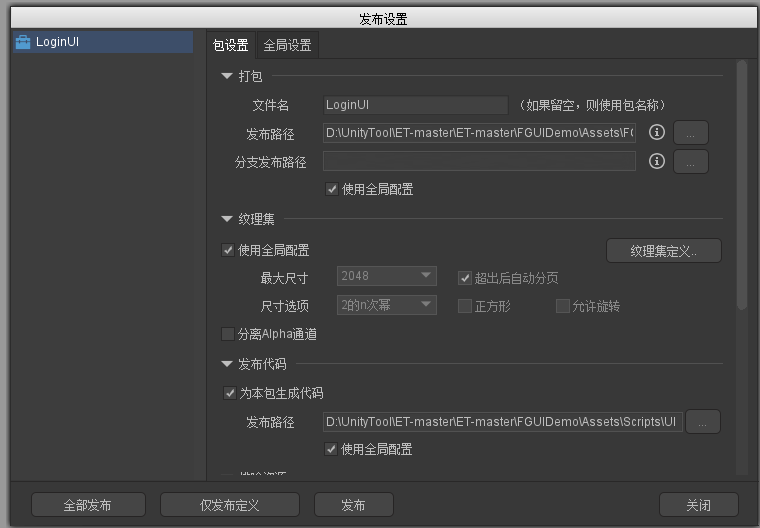 发布设置
LoginUI
包设置 全局设置
打包
文件名 LoginUI （如果留空，则使用包名称）
发布路径 D:\UnityTool\ET-master\ET-master\FGUIDemo\Assets\F ...
分支发布路径 ...
使用全局配置
纹理集
使用全局配置 纹理集定义..
最大尺寸 2048 超出后自动分页
尺寸选项 2的n次幂 正方形 允许旋转
分离Alpha通道
发布代码
为本包生成代码
发布路径 D:\UnityTool\ET-master\ET-master\FGUIDemo\Assets\Scripts\UI ...
使用全局配置
全部发布 仅发布定义 发布 关闭